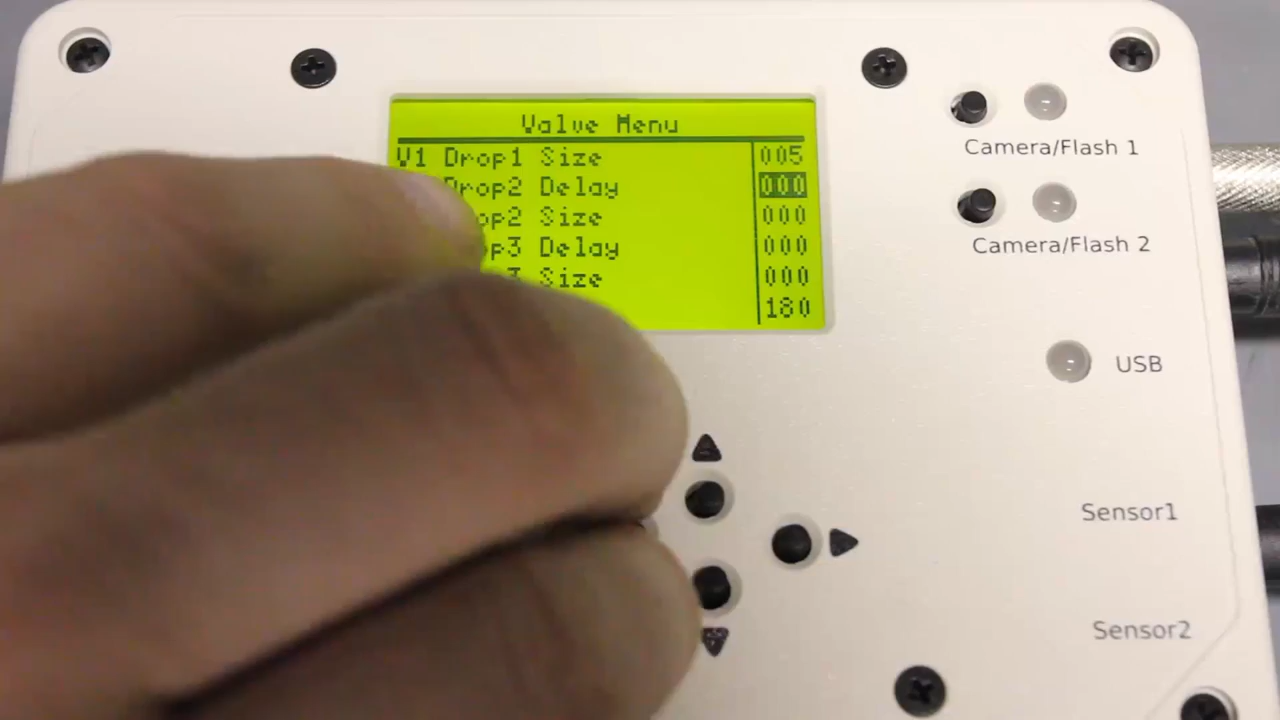 Valve Menu
V1 Drop1 Size 005
Drop2 Delay 000
Size 000
Delay 000
Size 000
180
Camera/Flash 1
Camera/Flash 2
USB
Sensor1
Sensor2